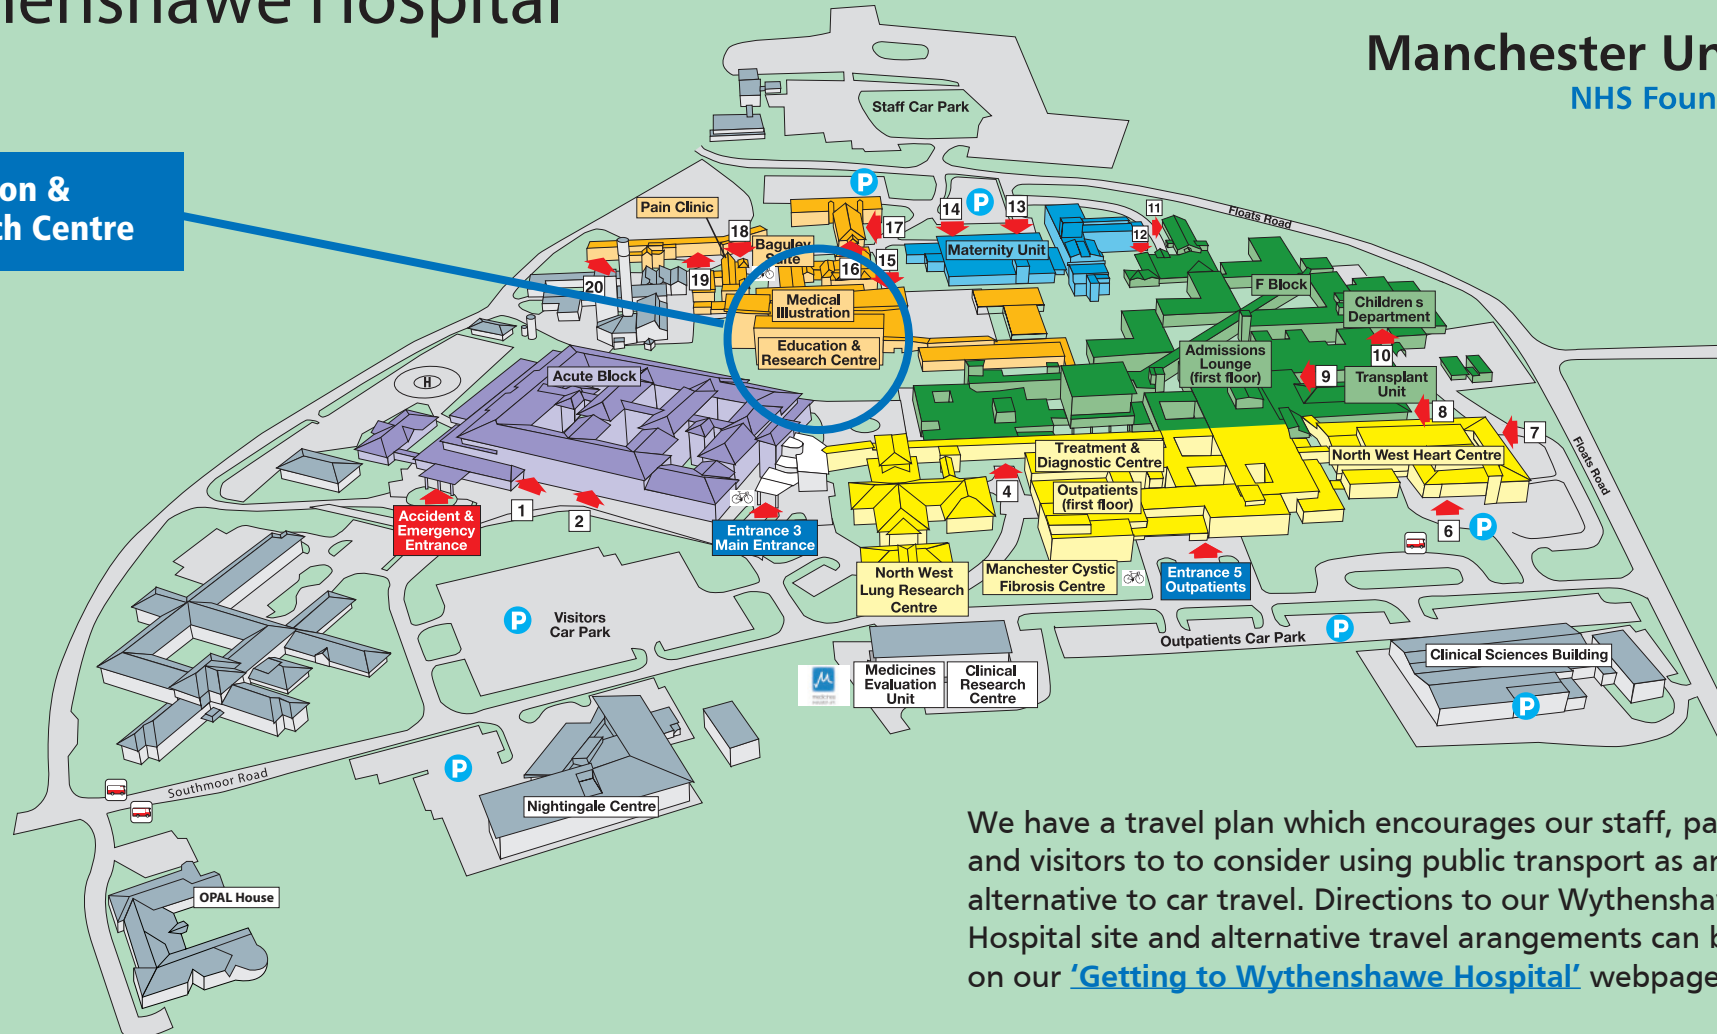 enshawe Hospital
Manchester Un
NHS Foun
on &
th Centre
Staff Car Park
Floats Road
Pain Clinic
11
14
13
17
12
18
Baguley
Suite
Maternity Unit
16
15
19
20
F Block
Medical
Illustration
Children s
Department
Education &
Research Centre
10
Admissions
Lounge
(first floor)
9
Transplant
Unit
H
Acute Block
8
7
Floats Road
Treatment &
Diagnostic Centre
North West Heart Centre
4
Outpatients
(first floor)
1
2
6
Accident &
Emergency
Entrance
Entrance 3
Main Entrance
North West
Lung Research
Centre
Manchester Cystic
Fibrosis Centre
Entrance 5
Outpatients
P
P
P
P
P
P
P
Visitors
Car Park
Outpatients Car Park
Clinical Sciences Building
Medicines
Evaluation
Unit
Clinical
Research
Centre
Southmoor Road
Nightingale Centre
OPAL House
We have a travel plan which encourages our staff, pa
and visitors to to consider using public transport as an
alternative to car travel. Directions to our Wythensha
Hospital site and alternative travel arangements can b
on our 'Getting to Wythenshawe Hospital' webpage